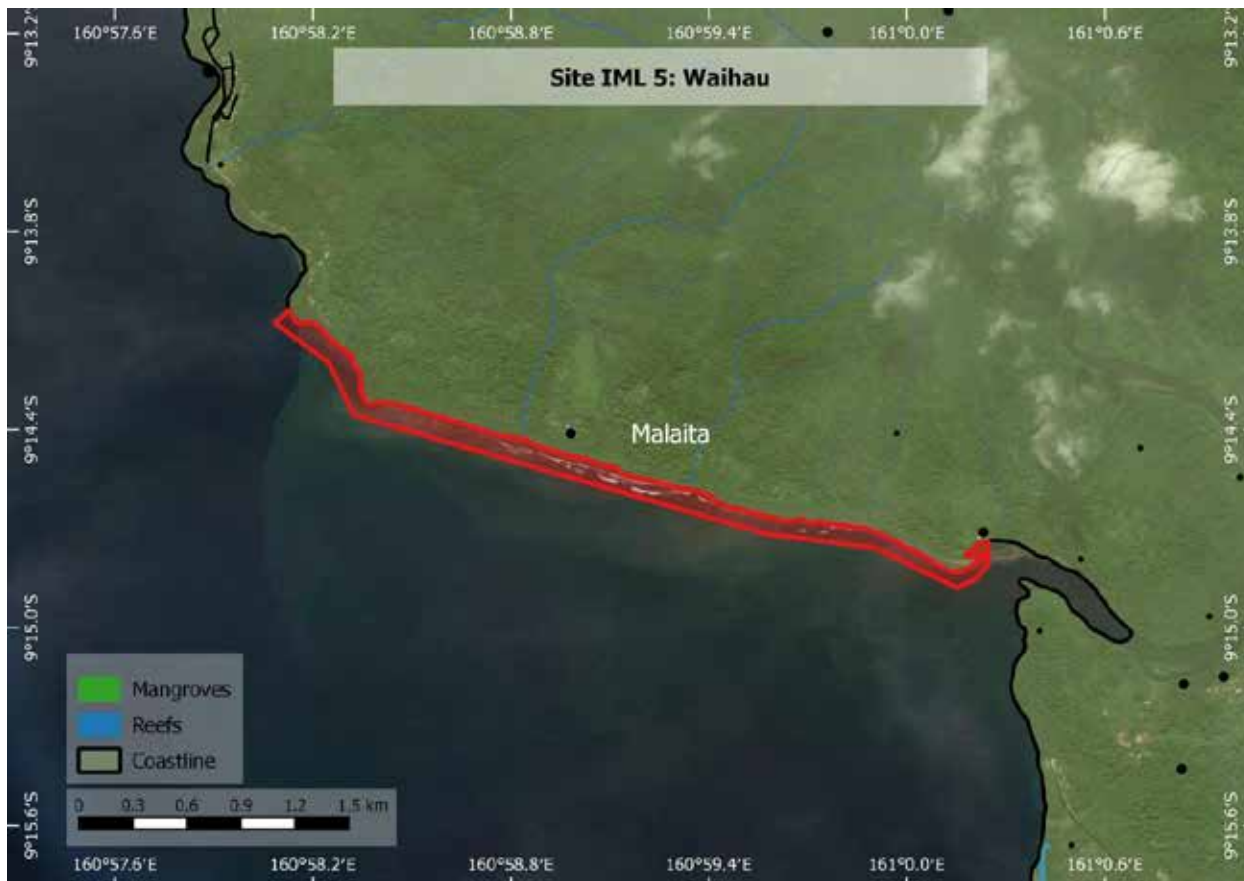 160°57.6'E 160°58.2'E 160°58.8'E 160°59.4'E 161°0.0'E 161°0.6'E
9°13.2'S 9°13.2'S
Site IML 5: Waihau
9°13.8'S 9°13.8'S
9°14.4'S Malaita 9°14.4'S
9°15.0'S 9°15.0'S
Mangroves
Reefs
Coastline
0 0.3 0.6 0.9 1.2 1.5 km
9°15.6'S 9°15.6'S
160°57.6'E 160°58.2'E 160°58.8'E 160°59.4'E 161°0.0'E 161°0.6'E